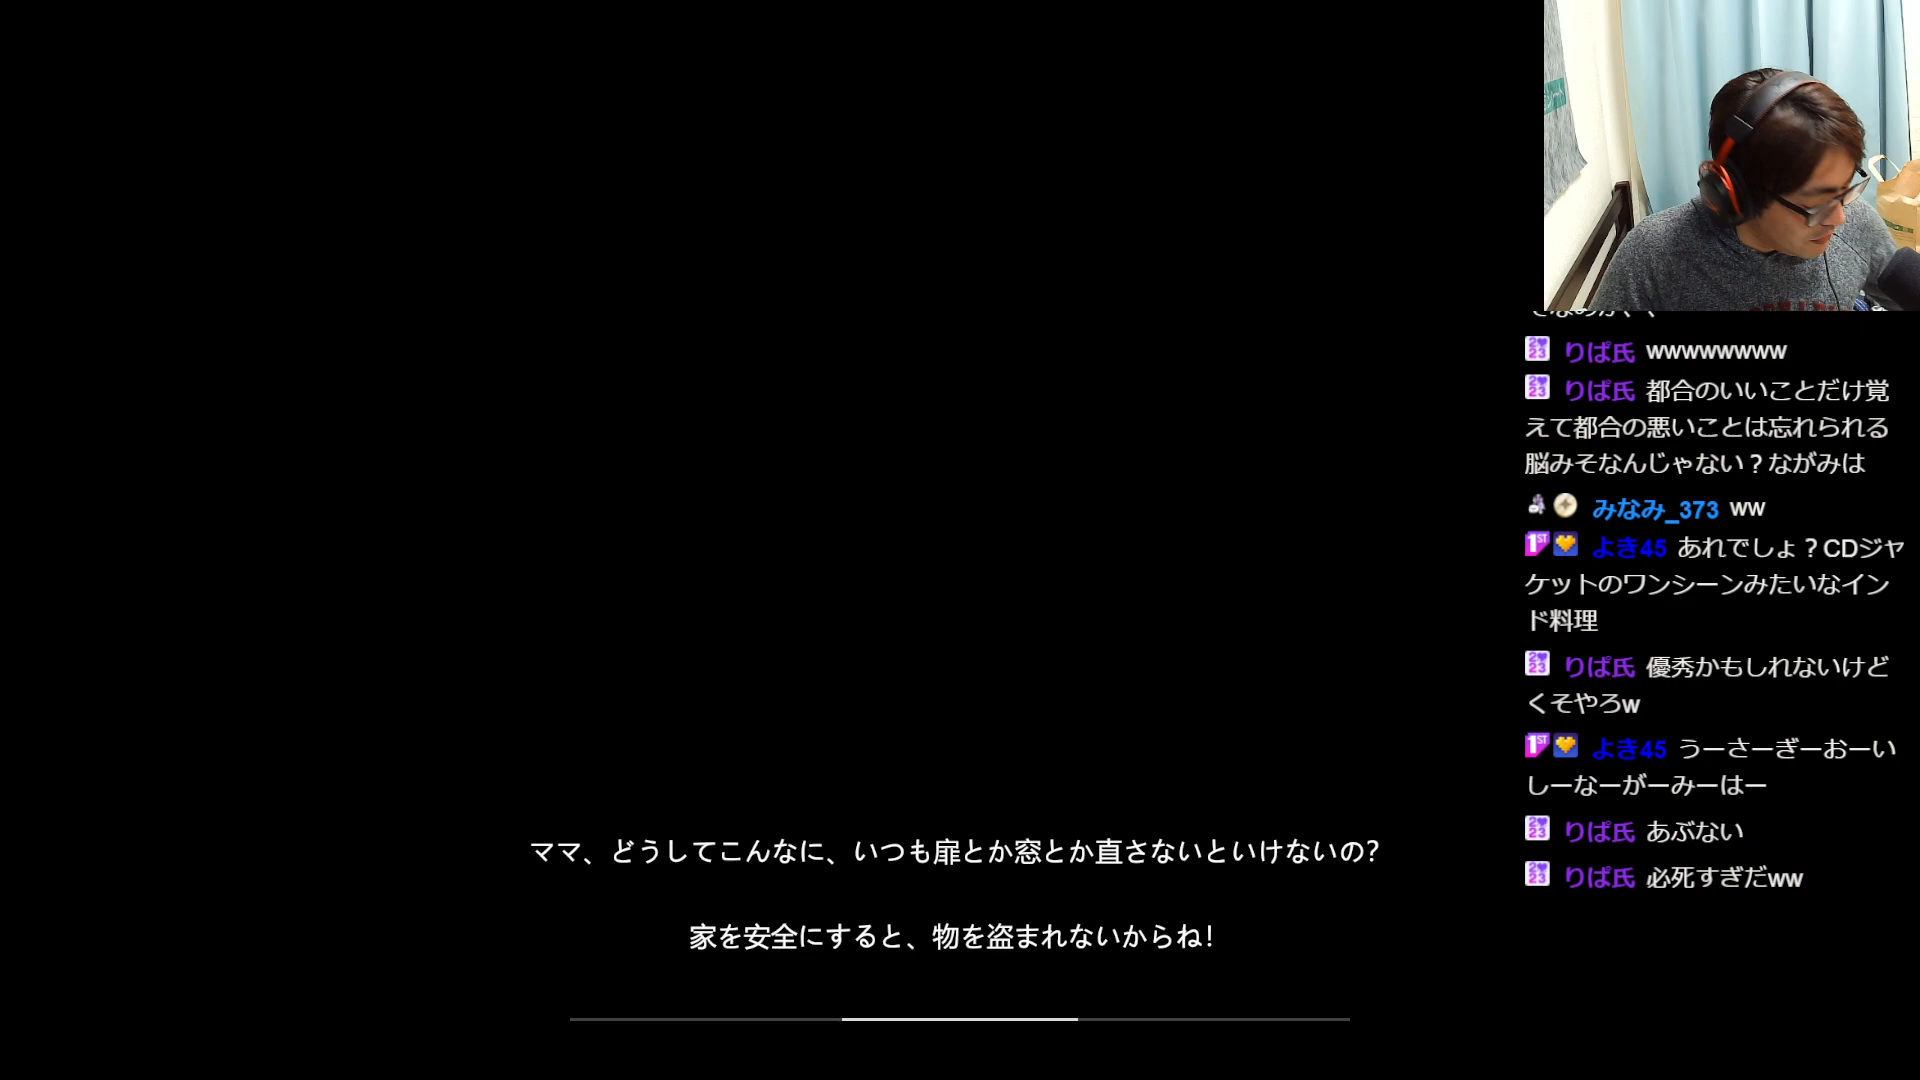 ママ、どうしてこんなに、いつも扉とか窓とか直さないといけないの?
家を安全にすると、物を盗まれないからね!
りぱ氏 wwwwwwww
りぱ氏 都合のいいことだけ覚
えて都合の悪いことは忘れられる
脳みそなんじゃない？ながみは
みなみ_373 ww
よき45 あれでしょ？CDジャ
ケットのワンシーンみたいなイン
ド料理
りぱ氏 優秀かもしれないけど
くそやろw
よき45 うーさーぎーおーい
しーなーがーみーはー
りぱ氏 あぶない
りぱ氏 必死すぎだww